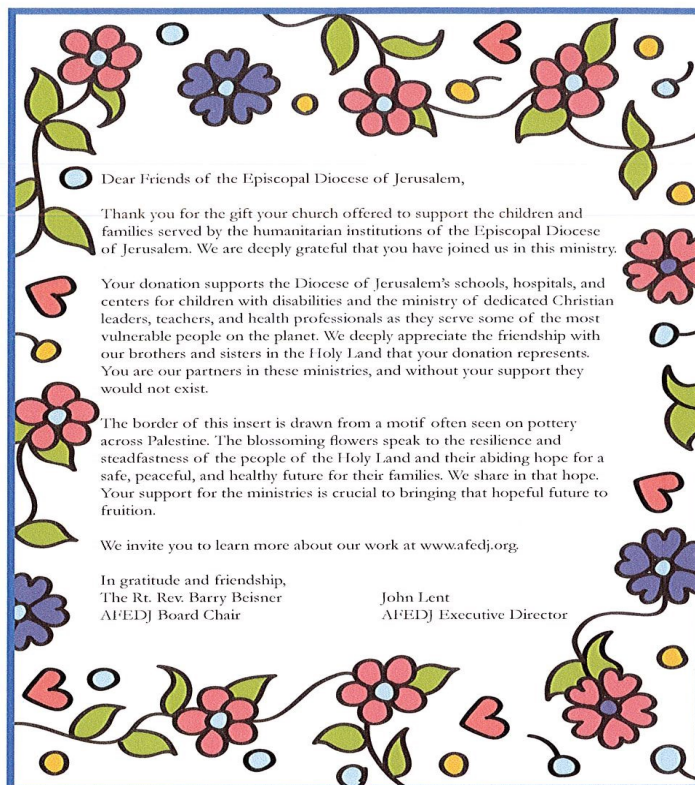 Dear Friends of the Episcopal Diocese of Jerusalem,
Thank you for the gift your church offered to support the children and
families served by the humanitarian institutions of the Episcopal Diocese
of Jerusalem. We are deeply grateful that you have joined us in this ministry.
Your donation supports the Diocese of Jerusalem's schools, hospitals, and
centers for children with disabilities and the ministry of dedicated Christian
leaders, teachers, and health professionals as they serve some of the most
vulnerable people on the planet. We deeply appreciate the friendship with
our brothers and sisters in the Holy Land that your donation represents.
You are our partners in these ministries, and without your support they
would not exist.
The border of this insert is drawn from a motif often seen on pottery
across Palestine. The blossoming flowers speak to the resilience and
steadfastness of the people of the Holy Land and their abiding hope for a
safe, peaceful, and healthy future for their families. We share in that hope.
Your support for the ministries is crucial to bringing that hopeful future to
fruition.
We invite you to learn more about our work at www.afedj.org.
In gratitude and friendship,
The Rt. Rev. Barry Beisner John Lent
AFEDJ Board Chair AFEDJ Executive Director